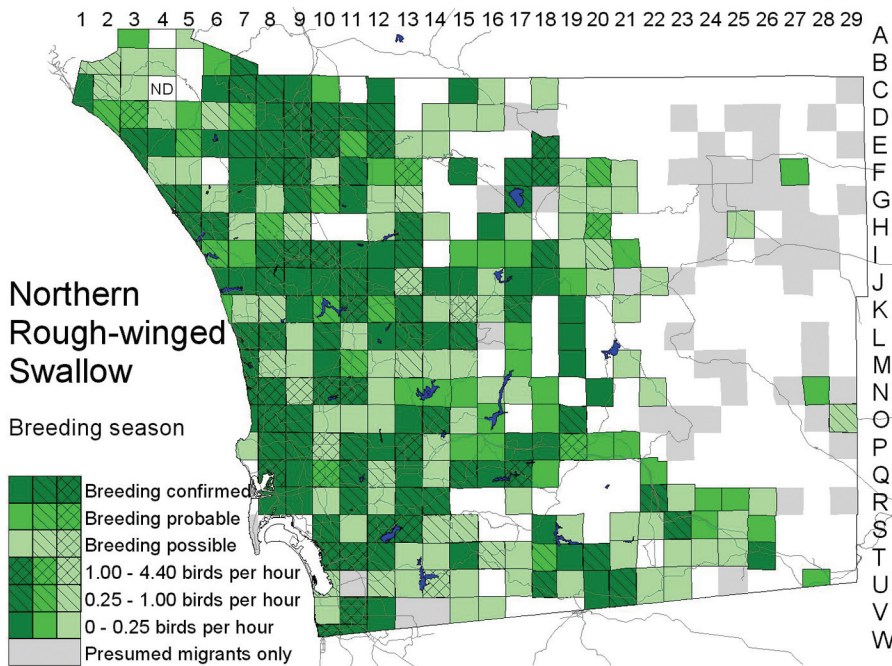 1 2 3 4 5 6 7 8 9 10 11 12 13 14 15 16 17 18 19 20 21 22 23 24 25 26 27 28 29
A
B
C
D
E
F
G
H
I
J
K
L
M
N
O
P
Q
R
S
T
U
V
W
ND
Northern
Rough-winged
Swallow
Breeding season
Breeding confirmed
Breeding probable
Breeding possible
1.00 - 4.40 birds per hour
0.25 - 1.00 birds per hour
0 - 0.25 birds per hour
Presumed migrants only